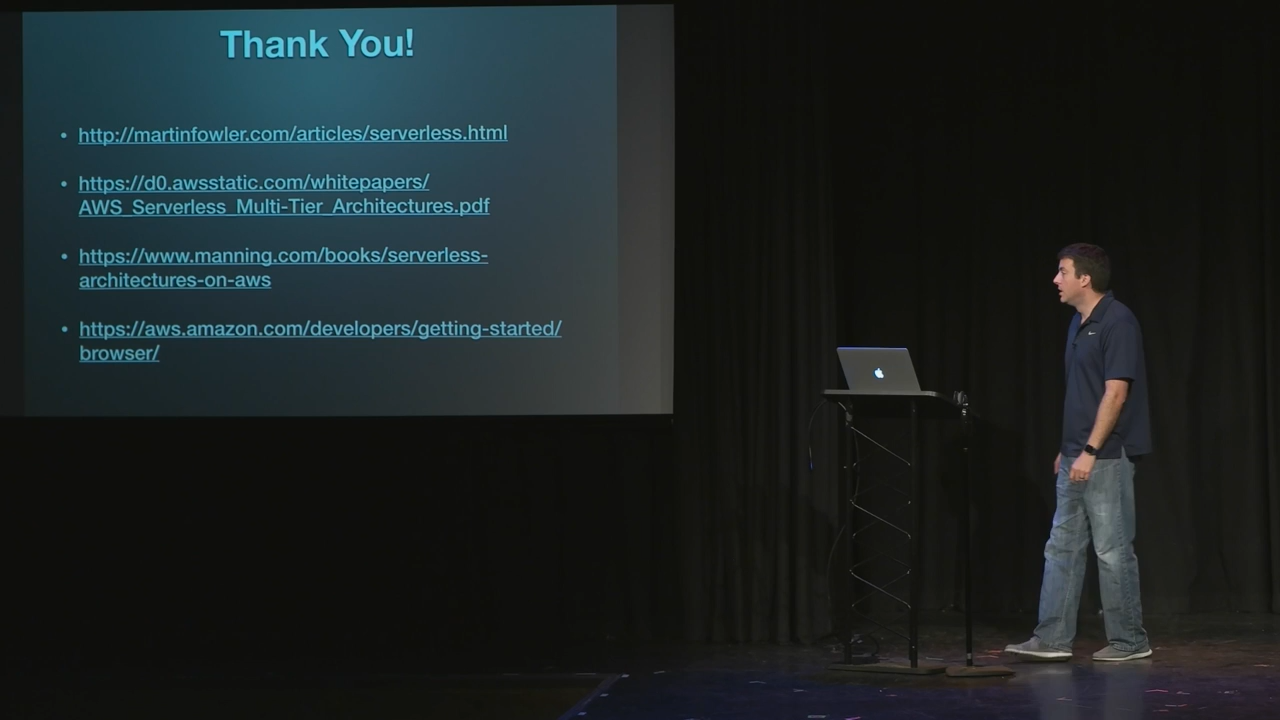 Thank You!
• http://martinfowler.com/articles/serverless.html
• https://d0.awsstatic.com/whitepapers/
AWS_Serverless_Multi-Tier_Architectures.pdf
• https://www.manning.com/books/serverless-
architectures-on-aws
• https://aws.amazon.com/developers/getting-started/
browser/